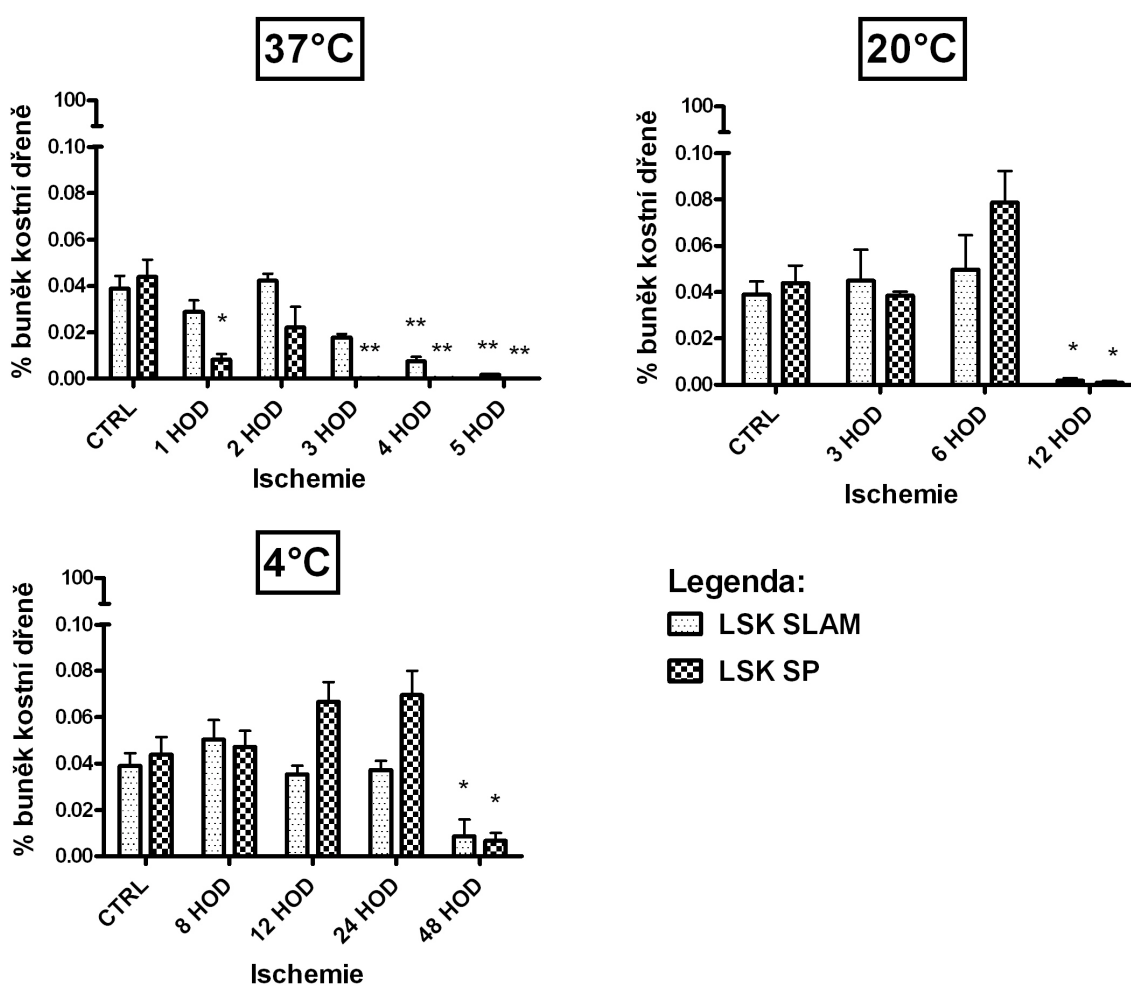 37°C
% buněk kostní dřeně
100
0.10
0.08
0.06
0.04
0.02
0.00
* ** ** ** ** ** **
CTRL 1 HOD 2 HOD 3 HOD 4 HOD 5 HOD
Ischemie
20°C
% buněk kostní dřeně
100
0.10
0.08
0.06
0.04
0.02
0.00
* *
CTRL 3 HOD 6 HOD 12 HOD
Ischemie
4°C
% buněk kostní dřeně
100
0.10
0.08
0.06
0.04
0.02
0.00
* *
CTRL 8 HOD 12 HOD 24 HOD 48 HOD
Ischemie
Legenda:
LSK SLAM
LSK SP